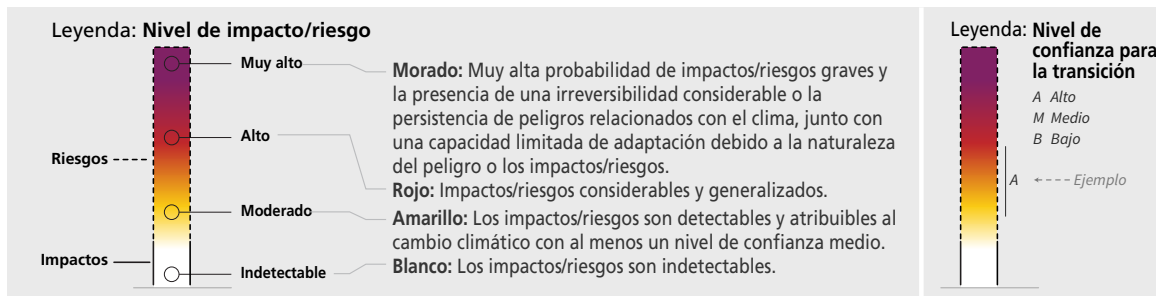 Leyenda: Nivel de impacto/riesgo
Muy alto
Alto
Riesgos
Moderado
Impactos
Indetectable
Morado: Muy alta probabilidad de impactos/riesgos graves y
la presencia de una irreversibilidad considerable o la
persistencia de peligros relacionados con el clima, junto con
una capacidad limitada de adaptación debido a la naturaleza
del peligro o los impactos/riesgos.
Rojo: Impactos/riesgos considerables y generalizados.
Amarillo: Los impactos/riesgos son detectables y atribuibles al
cambio climático con al menos un nivel de confianza medio.
Blanco: Los impactos/riesgos son indetectables.
Leyenda: Nivel de
confianza para
la transición
A Alto
M Medio
B Bajo
A Ejemplo